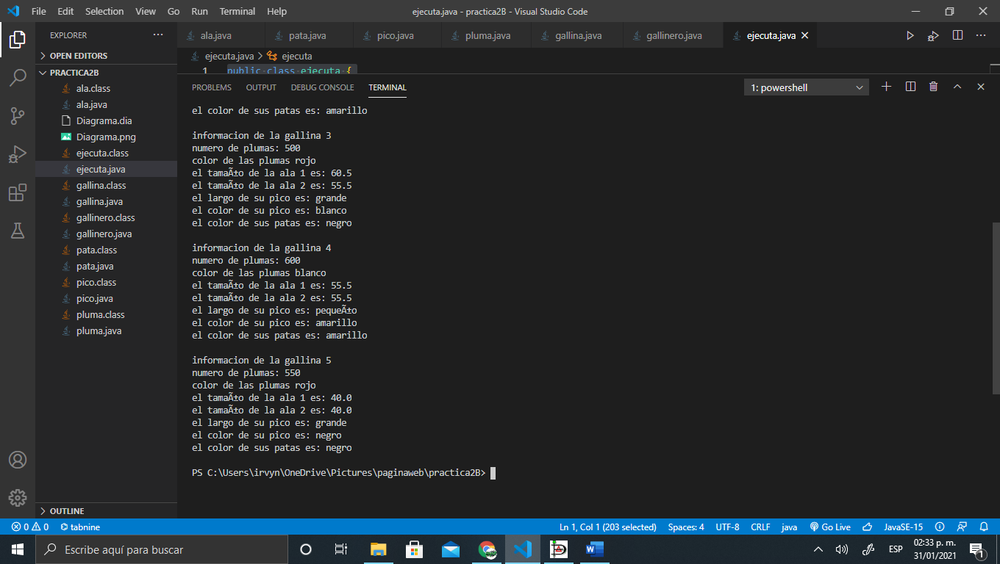 File Edit Selection View Go Run Terminal Help
ejecuta.java - practica2B - Visual Studio Code
EXPLORER
OPEN EDITORS
PRACTICA2B
ala.class
ala.java
Diagrama.dia
Diagrama.png
ejecuta.class
ejecuta.java
gallina.class
gallina.java
gallinero.class
gallinero.java
pata.class
pata.java
pico.class
pico.java
pluma.class
pluma.java
OUTLINE
ala.java pata.java pico.java pluma.java gallina.java gallinero.java ejecuta.java
ejecuta.java > ejecuta
1 public class ejecuta {
PROBLEMS OUTPUT DEBUG CONSOLE TERMINAL 1: powershell
el color de sus patas es: amarillo
informacion de la gallina 3
numero de plumas: 500
color de las plumas rojo
el tamaÃ±o de la ala 1 es: 60.5
el tamaÃ±o de la ala 2 es: 55.5
el largo de su pico es: grande
el color de su pico es: blanco
el color de sus patas es: negro
informacion de la gallina 4
numero de plumas: 600
color de las plumas blanco
el tamaÃ±o de la ala 1 es: 55.5
el tamaÃ±o de la ala 2 es: 55.5
el largo de su pico es: pequeÃ±o
el color de su pico es: amarillo
el color de sus patas es: amarillo
informacion de la gallina 5
numero de plumas: 550
color de las plumas rojo
el tamaÃ±o de la ala 1 es: 40.0
el tamaÃ±o de la ala 2 es: 40.0
el largo de su pico es: grande
el color de su pico es: negro
el color de sus patas es: negro
PS C:\Users\irvyn\OneDrive\Pictures\paginaweb\practica2B>
0 0 tabnine Ln 1, Col 1 (203 selected) Spaces: 4 UTF-8 CRLF java Go Live JavaSE-15
Escribe aquí para buscar
ESP
02:33 p. m.
31/01/2021
1